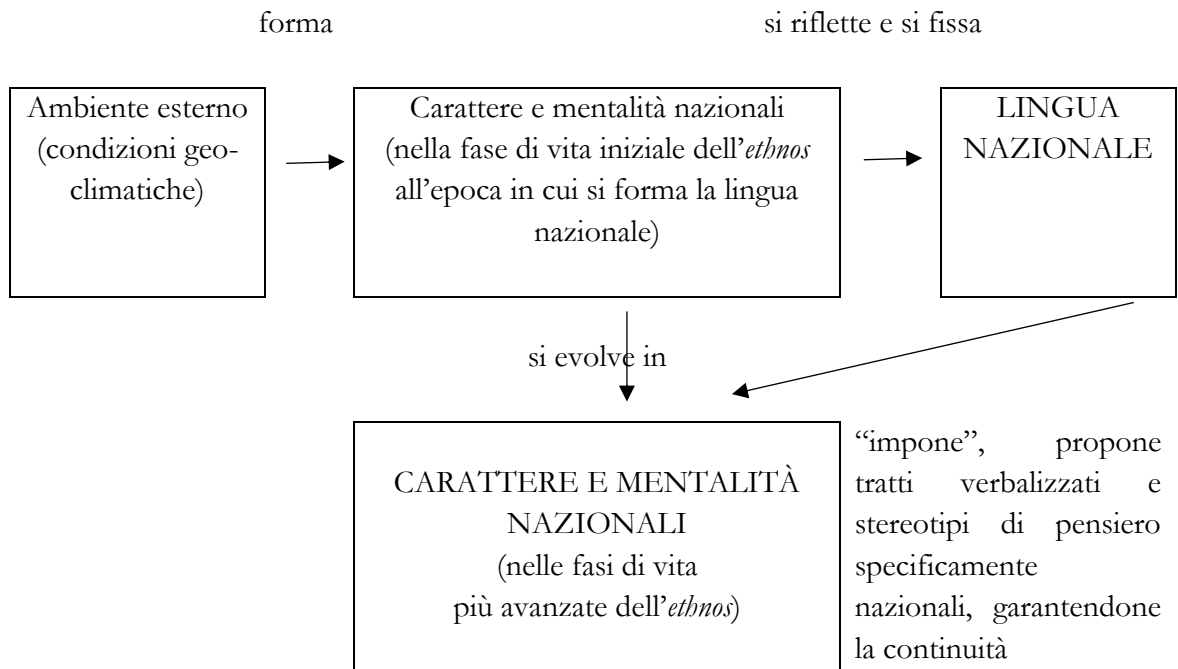 forma
si riflette e si fissa
Ambiente esterno
(condizioni geo-
climatiche)
Carattere e mentalità nazionali
(nella fase di vita iniziale dell’ethnos
all’epoca in cui si forma la lingua
nazionale)
LINGUA
NAZIONALE
si evolve in
CARATTERE E MENTALITÀ
NAZIONALI
(nelle fasi di vita
più avanzate dell’ethnos)
“impone”, propone
tratti verbalizzati e
stereotipi di pensiero
specificamente
nazionali, garantendone
la continuità